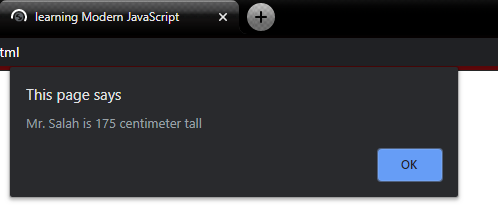 learning Modern JavaScript
tml
This page says
Mr. Salah is 175 centimeter tall
OK